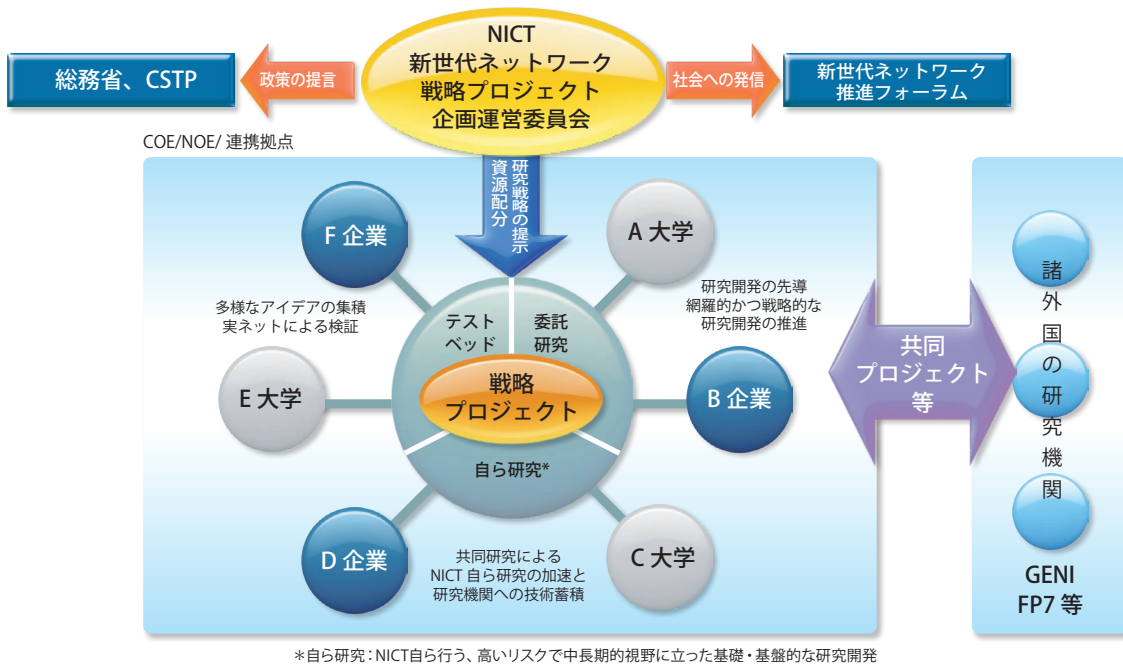 NICT
新世代ネットワーク
戦略プロジェクト
企画運営委員会
総務省、CSTP
政策の提言
社会への発信
新世代ネットワーク
推進フォーラム
COE/NOE/ 連携拠点
研究戦略の提示
資源配分
F 企業
A 大学
多様なアイデアの集積
実ネットによる検証
研究開発の先導
網羅的かつ戦略的な
研究開発の推進
テスト
ベッド
委託
研究
戦略
プロジェクト
自ら研究*
E 大学
B 企業
D 企業
C 大学
共同研究による
NICT 自ら研究の加速と
研究機関への技術蓄積
共同
プロジェクト
等
諸外国の研究機関
GENI
FP7 等
*自ら研究：NICT自ら行う、高いリスクで中長期的視野に立った基礎・基盤的な研究開発